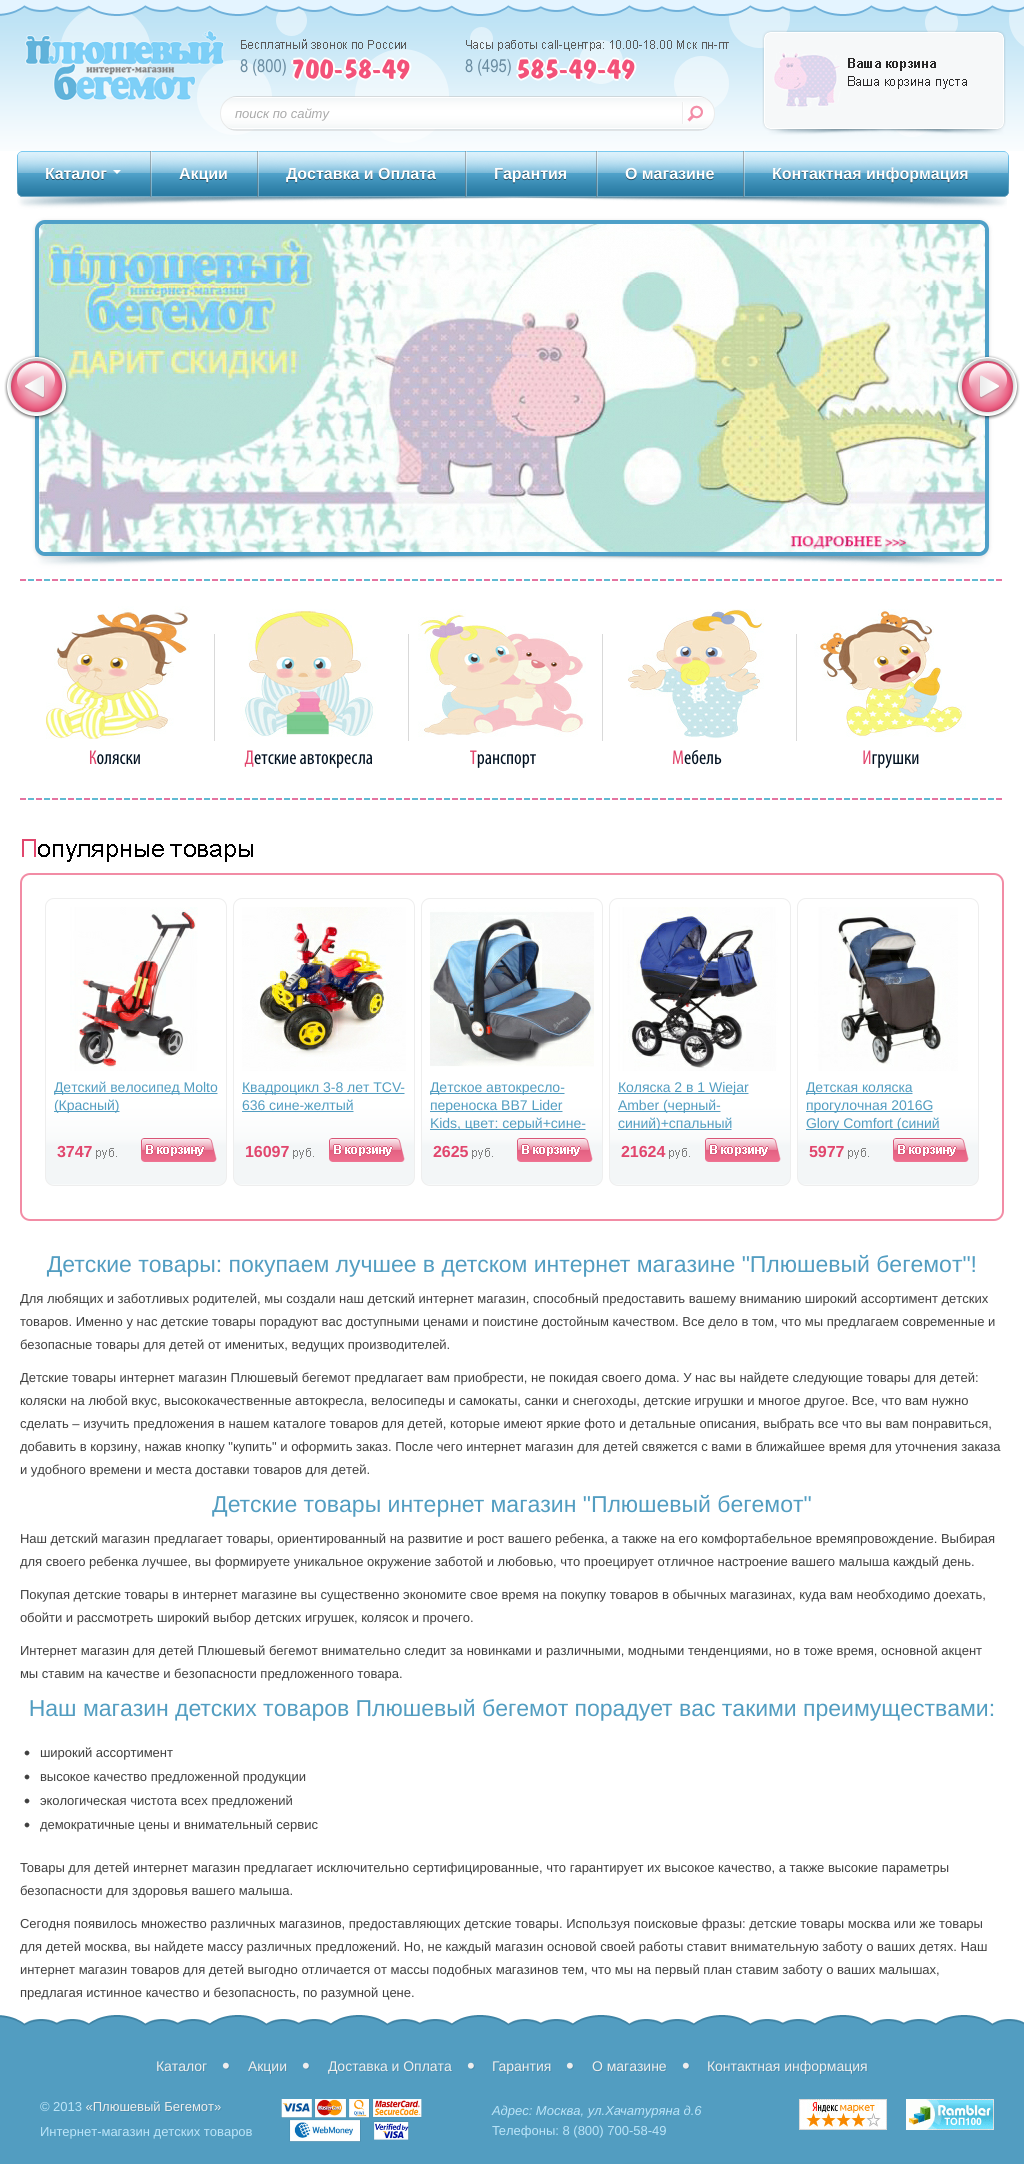 Плюшевый
интернет-магазин
бегемот
Бесплатный звонок по России
8 (800) 700-58-49
Часы работы call-центра: 10.00-18.00 Мск пн-пт
8 (495) 585-49-49
поиск по сайту
Ваша корзина
Ваша корзина пуста
Каталог Акции Доставка и Оплата Гарантия О магазине Контактная информация
Плюшевый
интернет-магазин
бегемот
ДАРИТ СКИДКИ!
ПОДРОБНЕЕ >>>
Коляски Детские автокресла Транспорт Мебель Игрушки
Популярные товары
Детский велосипед Molto
(Красный)
3747 руб. В корзину
Квадроцикл 3-8 лет TCV-
636 сине-желтый
16097 руб. В корзину
Детское автокресло-
переноска BB7 Lider
Kids, цвет: серый+сине-
2625 руб. В корзину
Коляска 2 в 1 Wiejar
Amber (черный-
синий)+спальный
21624 руб. В корзину
Детская коляска
прогулочная 2016G
Glory Comfort (синий
5977 руб. В корзину
Детские товары: покупаем лучшее в детском интернет магазине "Плюшевый бегемот"!
Для любящих и заботливых родителей, мы создали наш детский интернет магазин, способный предоставить вашему вниманию широкий ассортимент детских
товаров. Именно у нас детские товары порадуют вас доступными ценами и поистине достойным качеством. Все дело в том, что мы предлагаем современные и
безопасные товары для детей от именитых, ведущих производителей.
Детские товары интернет магазин Плюшевый бегемот предлагает вам приобрести, не покидая своего дома. У нас вы найдете следующие товары для детей:
коляски на любой вкус, высококачественные автокресла, велосипеды и самокаты, санки и снегоходы, детские игрушки и многое другое. Все, что вам нужно
сделать – изучить предложения в нашем каталоге товаров для детей, которые имеют яркие фото и детальные описания, выбрать все что вы вам понравиться,
добавить в корзину, нажав кнопку "купить" и оформить заказ. После чего интернет магазин для детей свяжется с вами в ближайшее время для уточнения заказа
и удобного времени и места доставки товаров для детей.
Детские товары интернет магазин "Плюшевый бегемот"
Наш детский магазин предлагает товары, ориентированный на развитие и рост вашего ребенка, а также на его комфортабельное времяпровождение. Выбирая
для своего ребенка лучшее, вы формируете уникальное окружение заботой и любовью, что проецирует отличное настроение вашего малыша каждый день.
Покупая детские товары в интернет магазине вы существенно экономите свое время на покупку товаров в обычных магазинах, куда вам необходимо доехать,
обойти и рассмотреть широкий выбор детских игрушек, колясок и прочего.
Интернет магазин для детей Плюшевый бегемот внимательно следит за новинками и различными, модными тенденциями, но в тоже время, основной акцент
мы ставим на качестве и безопасности предложенного товара.
Наш магазин детских товаров Плюшевый бегемот порадует вас такими преимуществами:
• широкий ассортимент
• высокое качество предложенной продукции
• экологическая чистота всех предложений
• демократичные цены и внимательный сервис
Товары для детей интернет магазин предлагает исключительно сертифицированные, что гарантирует их высокое качество, а также высокие параметры
безопасности для здоровья вашего малыша.
Сегодня появилось множество различных магазинов, предоставляющих детские товары. Используя поисковые фразы: детские товары москва или же товары
для детей москва, вы найдете массу различных предложений. Но, не каждый магазин основой своей работы ставит внимательную заботу о ваших детях. Наш
интернет магазин товаров для детей выгодно отличается от массы подобных магазинов тем, что мы на первый план ставим заботу о ваших малышах,
предлагая истинное качество и безопасность, по разумной цене.
Каталог • Акции • Доставка и Оплата • Гарантия • О магазине • Контактная информация
© 2013 «Плюшевый Бегемот»
Интернет-магазин детских товаров
VISA MasterCard QIWI MasterCard. SecureCode
WebMoney Verified by VISA
Адрес: Москва, ул.Хачатуряна д.6
Телефоны: 8 (800) 700-58-49
Яндекс маркет
Rambler
ТОП100